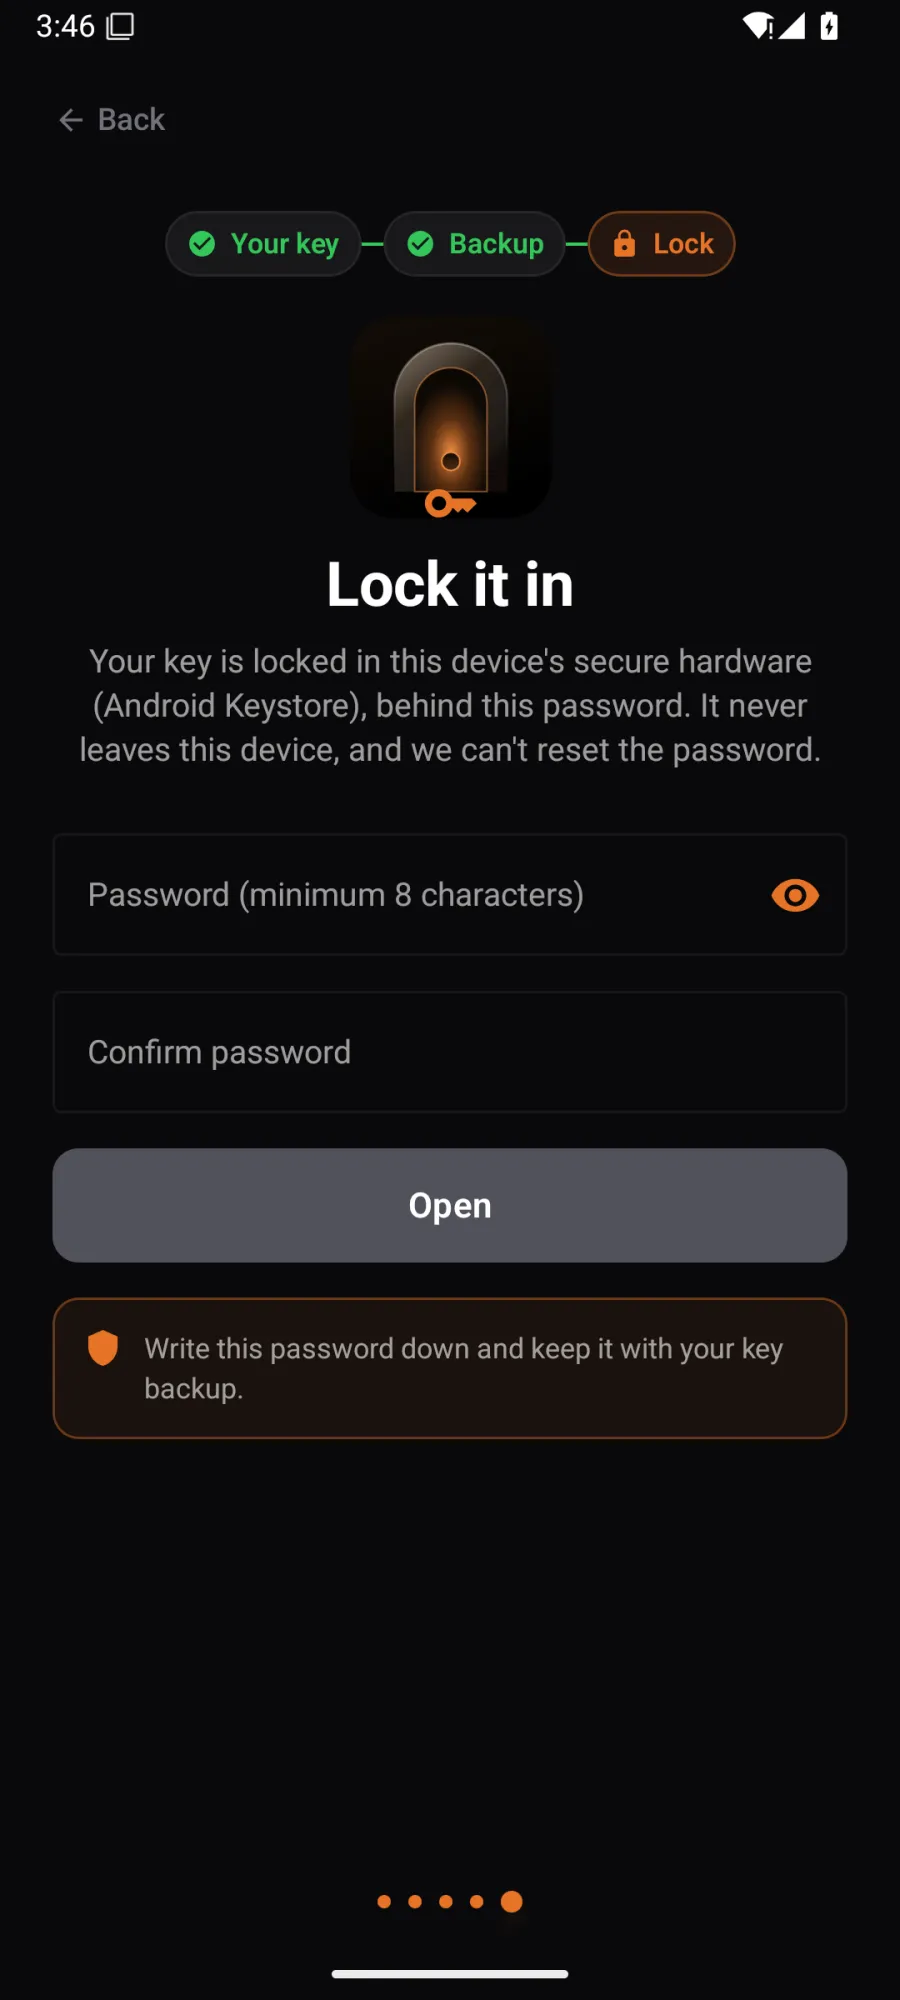 3:46
Back
Your key
Backup
Lock
Lock it in
Your key is locked in this device's secure hardware
(Android Keystore), behind this password. It never
leaves this device, and we can't reset the password.
Password (minimum 8 characters)
Confirm password
Open
Write this password down and keep it with your key
backup.